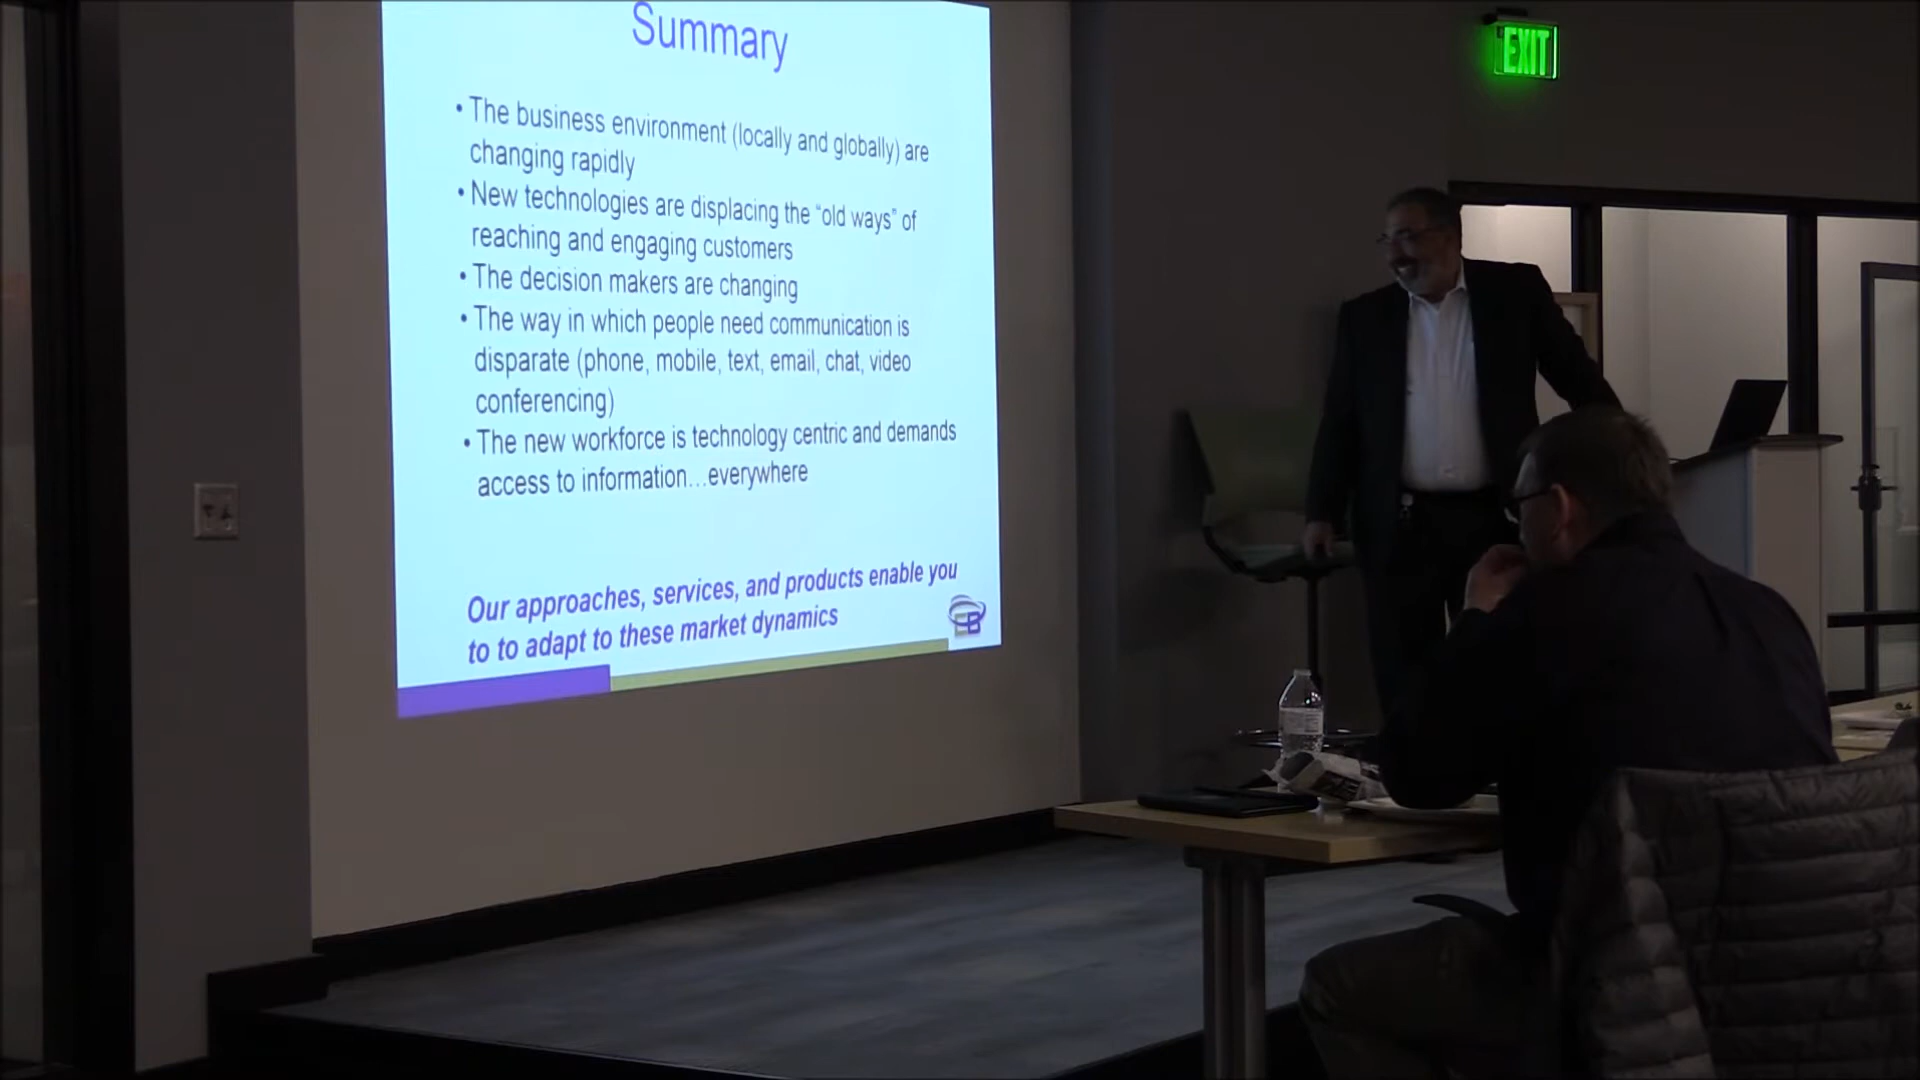 Summary
• The business environment (locally and globally) are
changing rapidly
• New technologies are displacing the “old ways” of
reaching and engaging customers
• The decision makers are changing
• The way in which people need communication is
disparate (phone, mobile, text, email, chat, video
conferencing)
• The new workforce is technology centric and demands
access to information...everywhere
Our approaches, services, and products enable you
to to adapt to these market dynamics
EB
EXIT